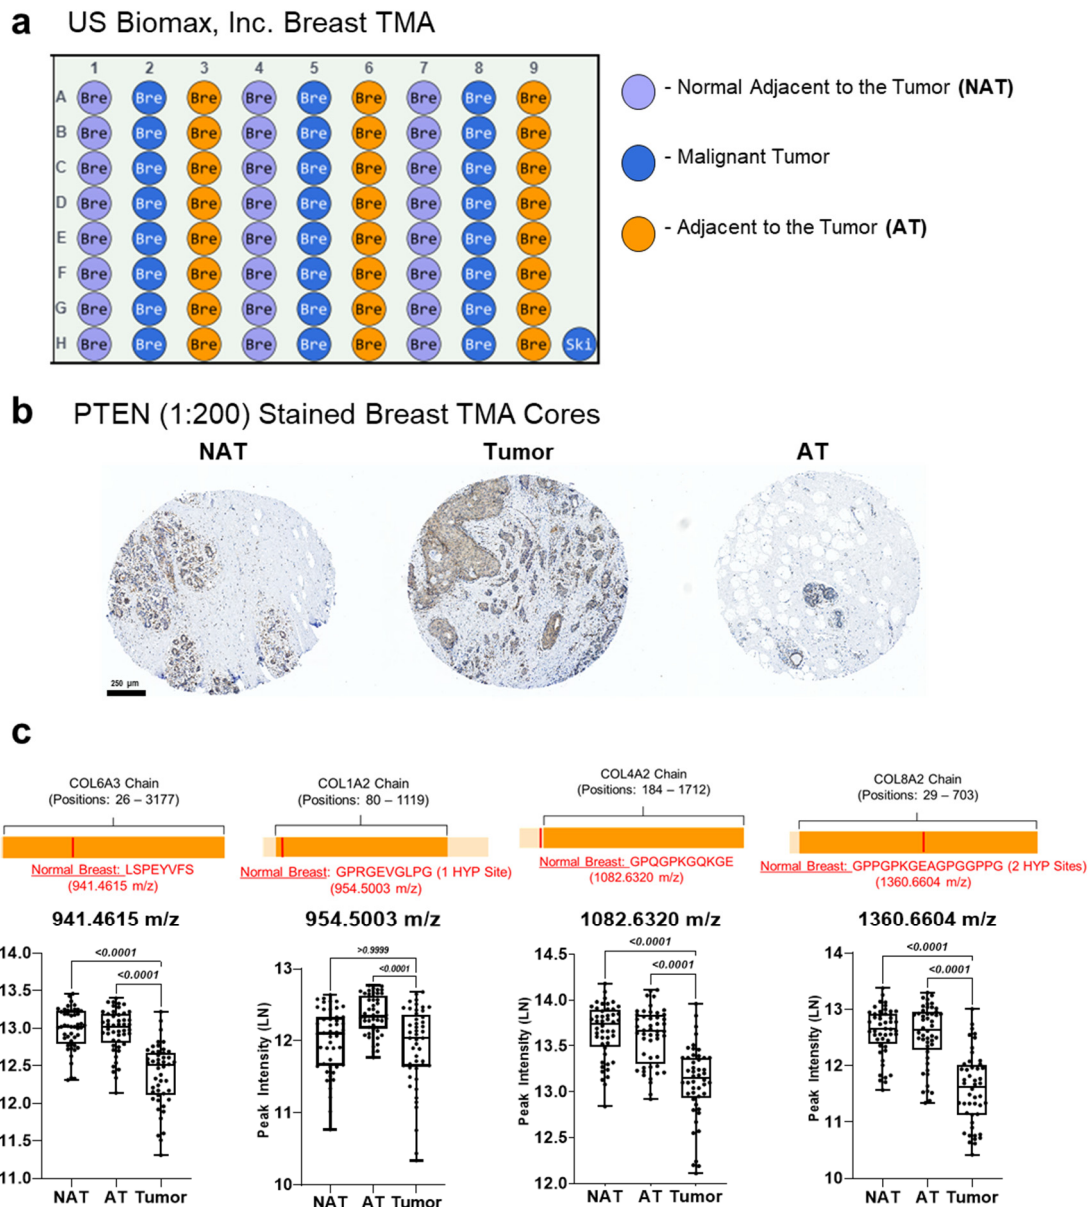 a US Biomax, Inc. Breast TMA
1 2 3 4 5 6 7 8 9
A Bre Bre Bre Bre Bre Bre Bre Bre Bre
B Bre Bre Bre Bre Bre Bre Bre Bre Bre
C Bre Bre Bre Bre Bre Bre Bre Bre Bre
D Bre Bre Bre Bre Bre Bre Bre Bre Bre
E Bre Bre Bre Bre Bre Bre Bre Bre Bre
F Bre Bre Bre Bre Bre Bre Bre Bre Bre
G Bre Bre Bre Bre Bre Bre Bre Bre Bre
H Bre Bre Bre Bre Bre Bre Bre Bre Bre Ski
- Normal Adjacent to the Tumor (NAT)
- Malignant Tumor
- Adjacent to the Tumor (AT)
b PTEN (1:200) Stained Breast TMA Cores
NAT Tumor AT
250 µm
c
COL6A3 Chain
(Positions: 26 – 3177)
Normal Breast: LSPEYVFS
(941.4615 m/z)
COL1A2 Chain
(Positions: 80 – 1119)
Normal Breast: GPRGEVGLPG (1 HYP Site)
(954.5003 m/z)
COL4A2 Chain
(Positions: 184 – 1712)
Normal Breast: GPQGPKGQKGE
(1082.6320 m/z)
COL8A2 Chain
(Positions: 29 – 703)
Normal Breast: GPPGPKGEAGPGGPPG (2 HYP Sites)
(1360.6604 m/z)
941.4615 m/z
<0.0001
<0.0001
14.0
13.5
13.0
12.5
12.0
11.5
11.0
NAT AT Tumor
954.5003 m/z
>0.9999
<0.0001
Peak Intensity (LN)
13
12
11
10
NAT AT Tumor
1082.6320 m/z
<0.0001
<0.0001
Peak Intensity (LN)
14.5
14.0
13.5
13.0
12.5
12.0
NAT AT Tumor
1360.6604 m/z
<0.0001
<0.0001
Peak Intensity (LN)
14
13
12
11
10
NAT AT Tumor